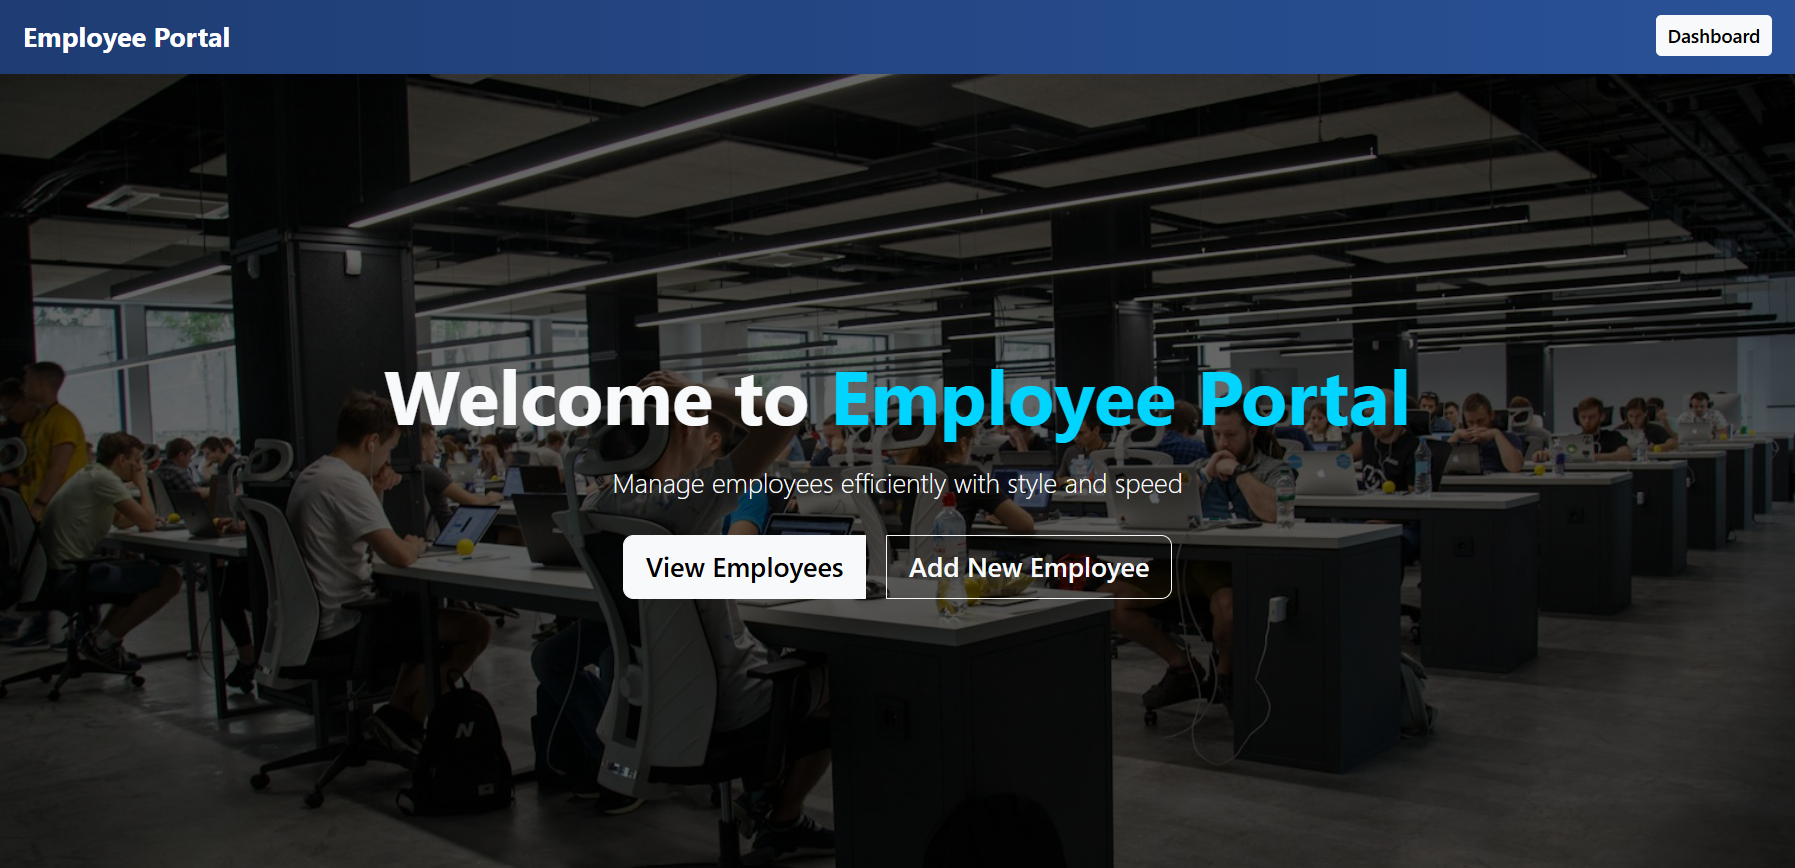 Employee Portal
Dashboard
Welcome to Employee Portal
Manage employees efficiently with style and speed
View Employees
Add New Employee
N